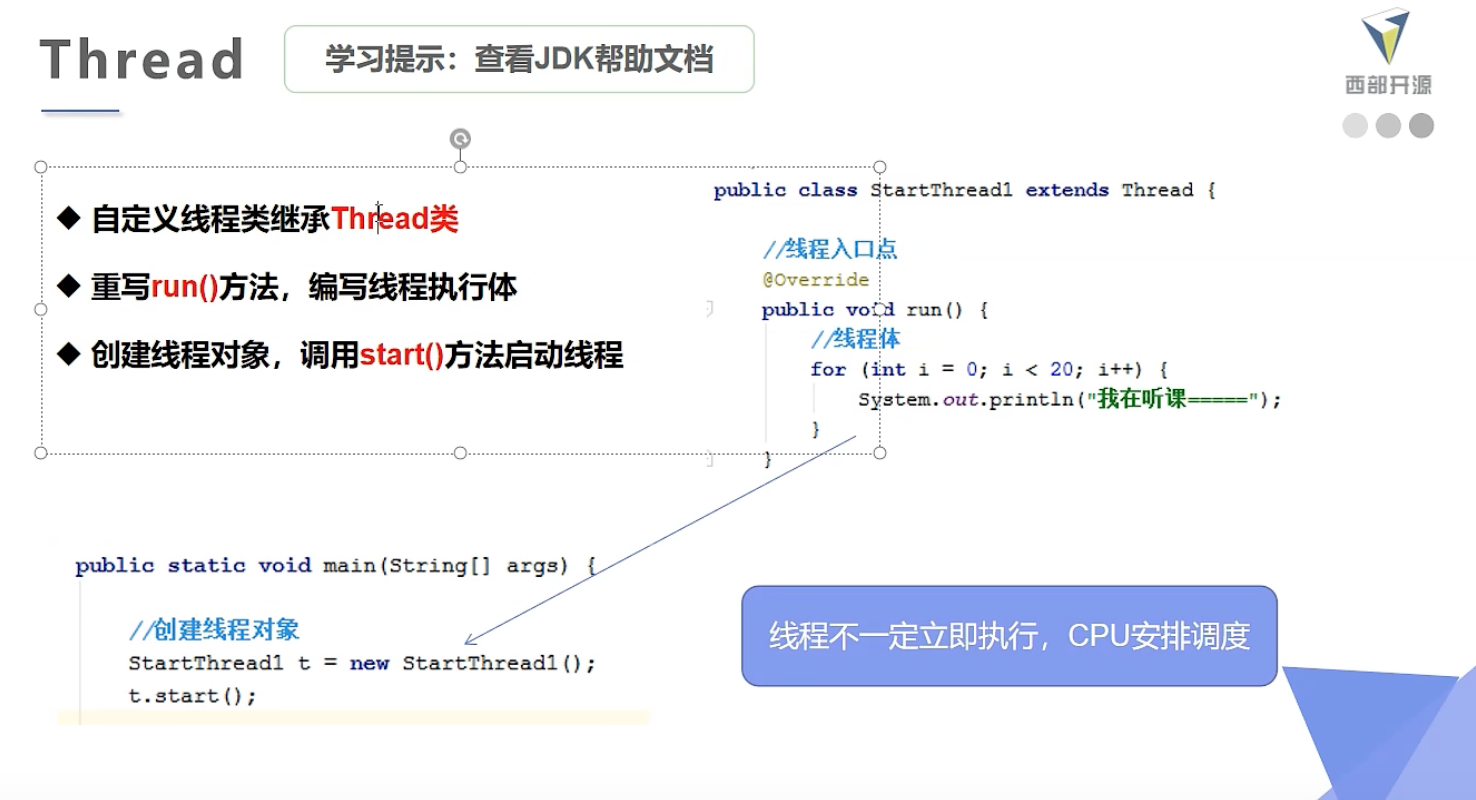 Thread
学习提示：查看JDK帮助文档
西部开源
◆ 自定义线程类继承Thread类
◆ 重写run()方法，编写线程执行体
◆ 创建线程对象，调用start()方法启动线程
public class StartThread1 extends Thread {
//线程入口点
@Override
public void run() {
//线程体
for (int i = 0; i < 20; i++) {
System.out.println("我在听课=====");
}
}
public static void main(String[] args) {
//创建线程对象
StartThread1 t = new StartThread1();
t.start();
线程不一定立即执行，CPU安排调度